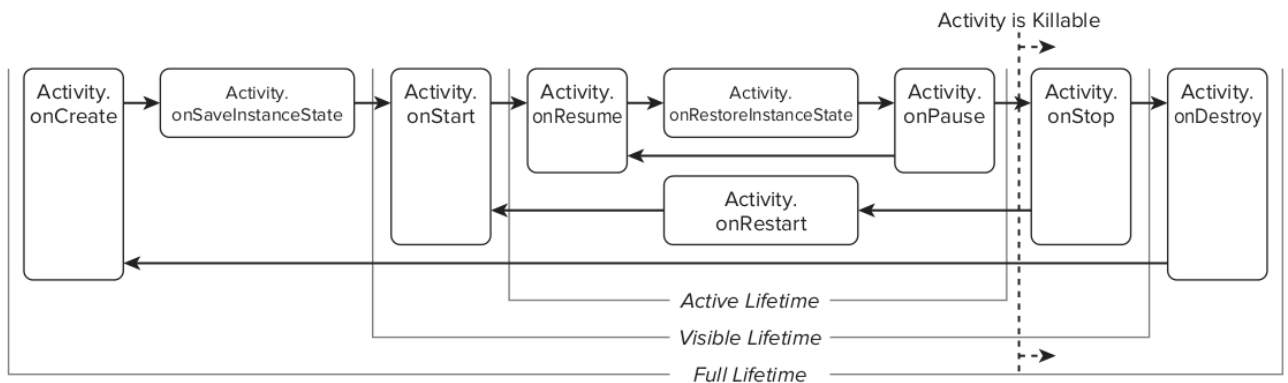 Activity is Killable
Activity.
onCreate
Activity.
onSaveInstanceState
Activity.
onStart
Activity.
onResume
Activity.
onRestoreInstanceState
Activity.
onPause
Activity.
onStop
Activity.
onDestroy
Activity.
onRestart
Active Lifetime
Visible Lifetime
Full Lifetime